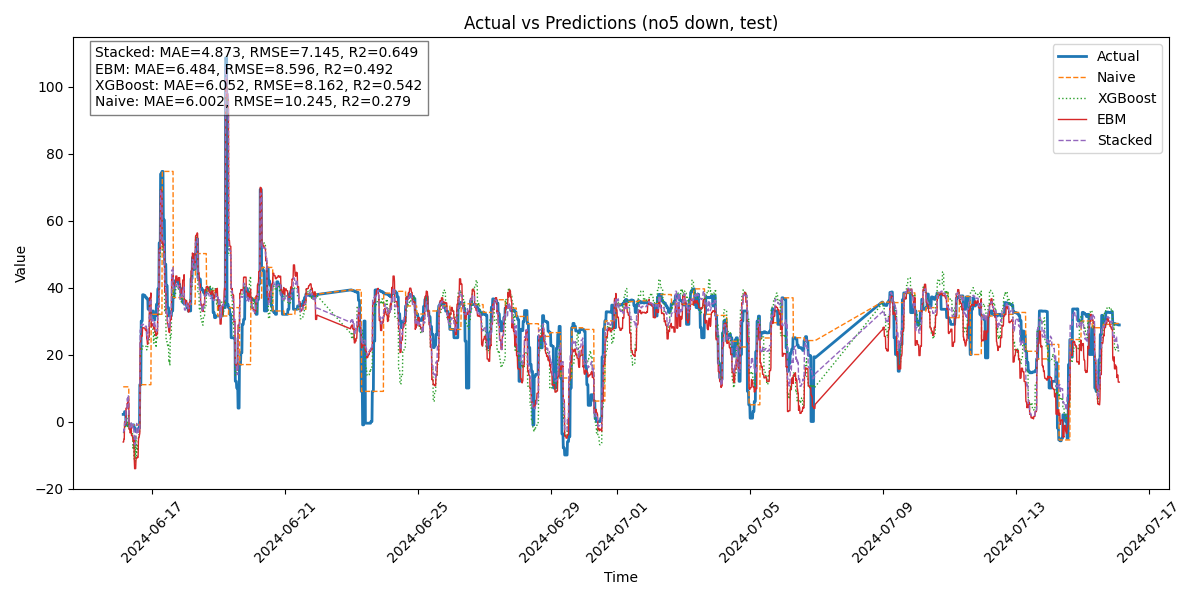 Actual vs Predictions (no5 down, test)
Stacked: MAE=4.873, RMSE=7.145, R2=0.649
EBM: MAE=6.484, RMSE=8.596, R2=0.492
XGBoost: MAE=6.052, RMSE=8.162, R2=0.542
Naive: MAE=6.002, RMSE=10.245, R2=0.279
Actual
Naive
XGBoost
EBM
Stacked
Value
100
80
60
40
20
0
−20
2024-06-17
2024-06-21
2024-06-25
2024-06-29
2024-07-01
2024-07-05
2024-07-09
2024-07-13
2024-07-17
Time